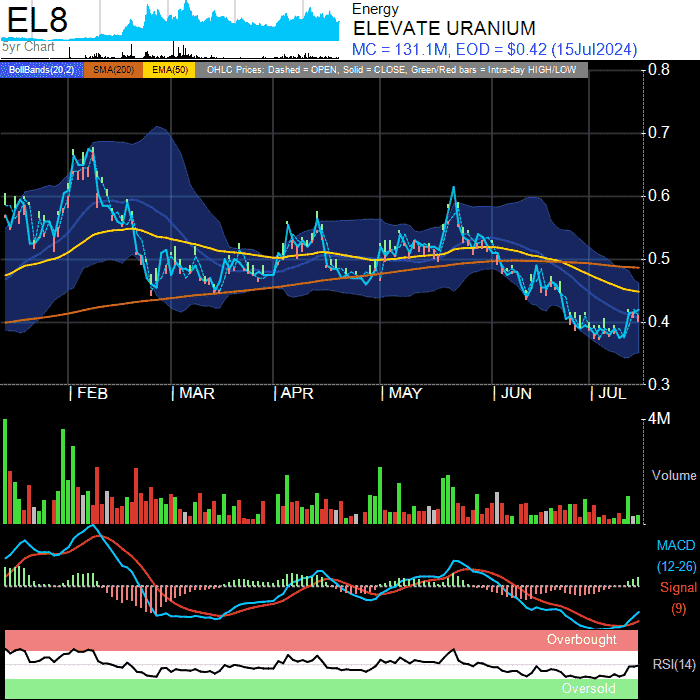 EL8
5yr Chart
Energy
ELEVATE URANIUM
MC = 131.1M, EOD = $0.42 (15Jul2024)
BollBands(20,2) SMA(200) EMA(50) OHLC Prices: Dashed = OPEN, Solid = CLOSE, Green/Red bars = Intra-day HIGH/LOW
0.8
0.7
0.6
0.5
0.4
0.3
FEB MAR APR MAY JUN JUL
4M
Volume
MACD
(12-26)
Signal
(9)
Overbought
RSI(14)
Oversold